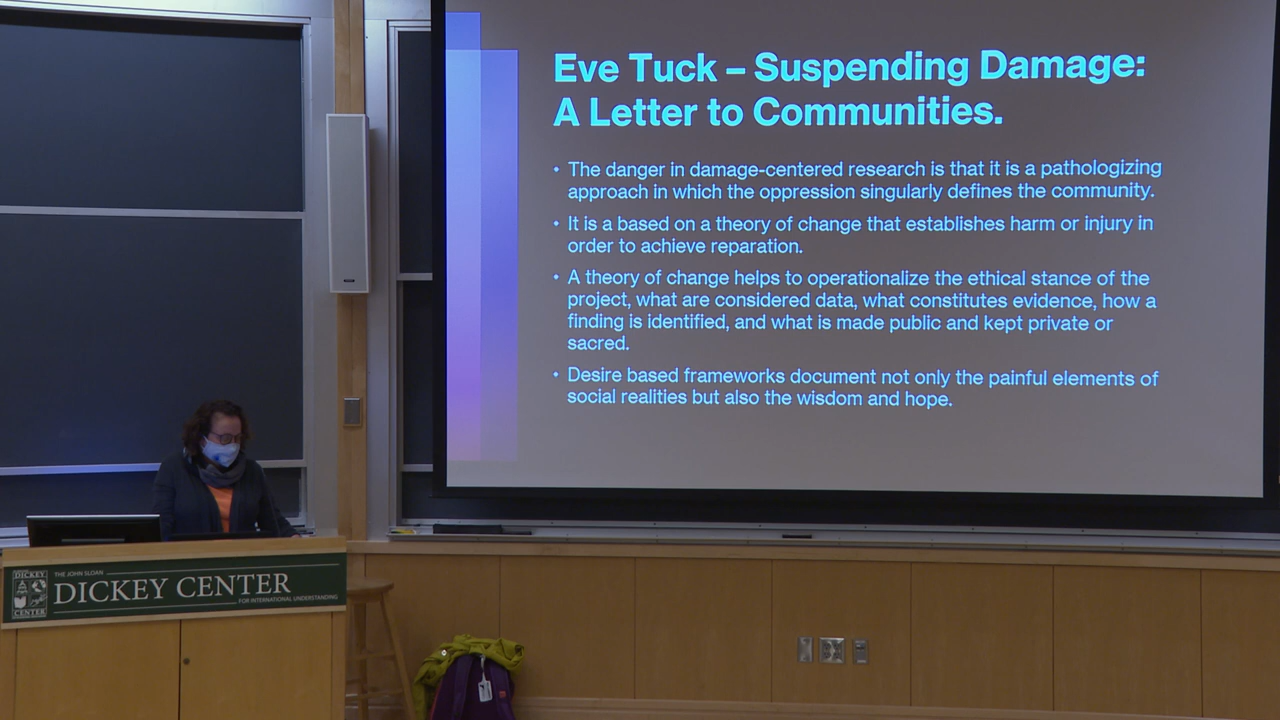 Eve Tuck – Suspending Damage:
A Letter to Communities.
• The danger in damage-centered research is that it is a pathologizing
approach in which the oppression singularly defines the community.
• It is a based on a theory of change that establishes harm or injury in
order to achieve reparation.
• A theory of change helps to operationalize the ethical stance of the
project, what are considered data, what constitutes evidence, how a
finding is identified, and what is made public and kept private or
sacred.
• Desire based frameworks document not only the painful elements of
social realities but also the wisdom and hope.
DICKEY
CENTER
THE JOHN SLOAN
DICKEY CENTER
FOR INTERNATIONAL UNDERSTANDING